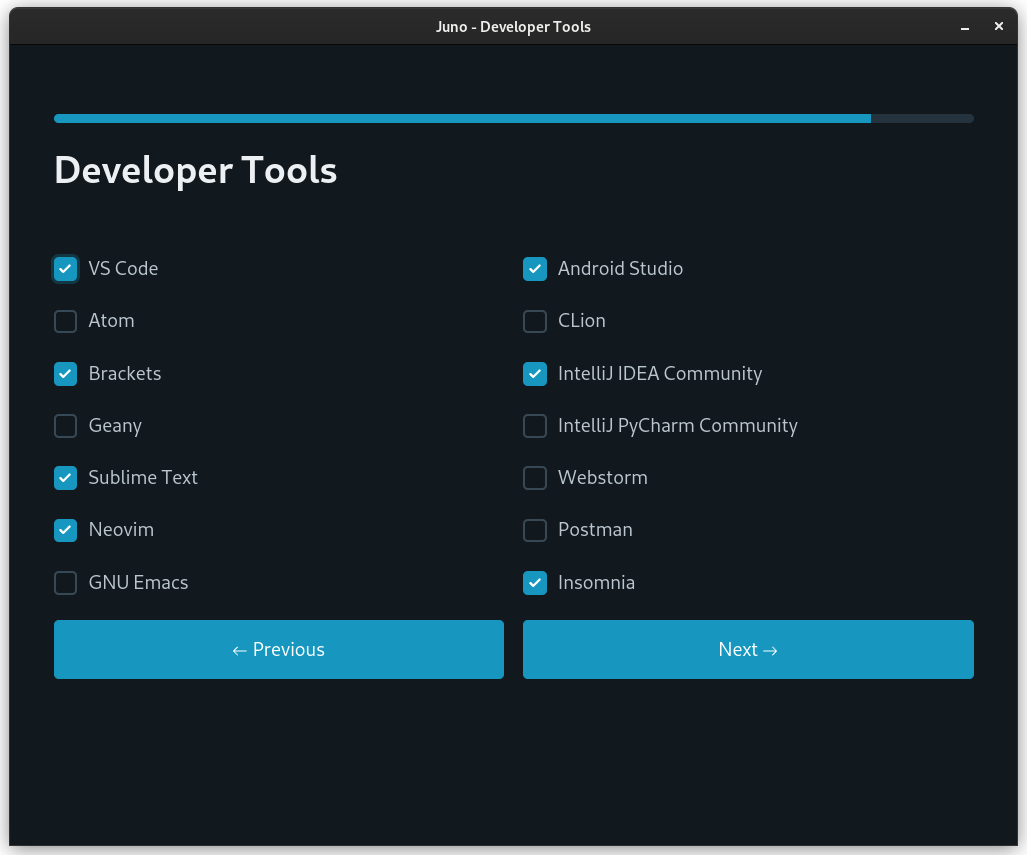 Juno - Developer Tools
Developer Tools
VS Code
Android Studio
Atom
CLion
Brackets
IntelliJ IDEA Community
Geany
IntelliJ PyCharm Community
Sublime Text
Webstorm
Neovim
Postman
GNU Emacs
Insomnia
← Previous
Next →